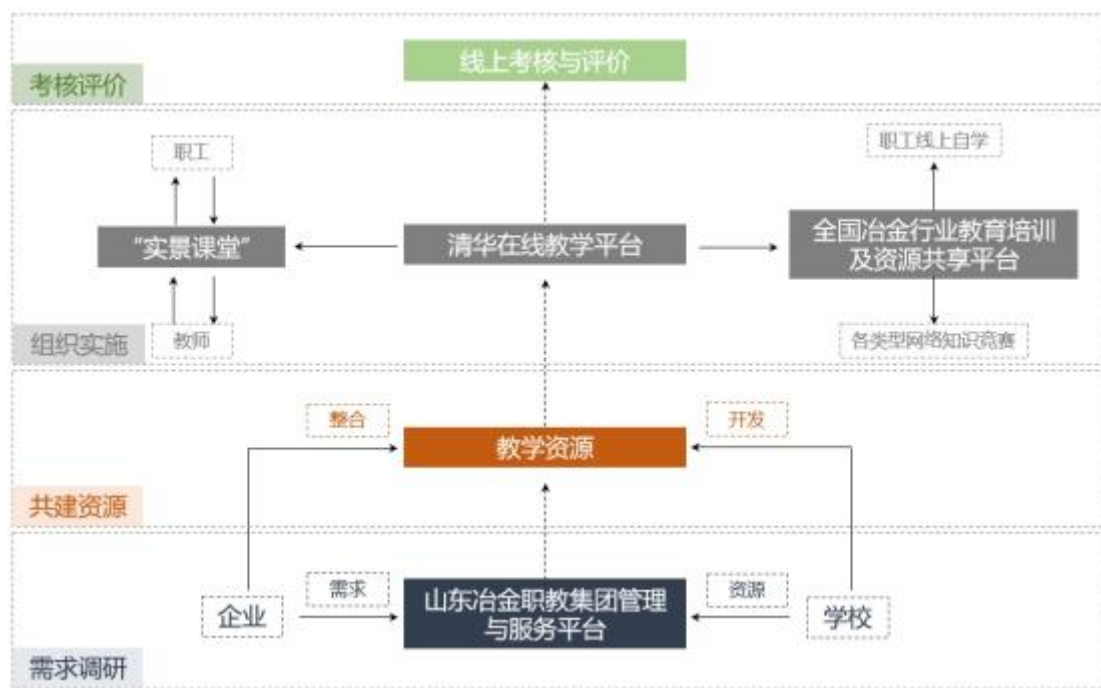 线上考核与评价
考核评价
职工
职工线上自学
“实景课堂”
清华在线教学平台
全国冶金行业教育培训
及资源共享平台
组织实施
教师
各类型网络知识竞赛
整合
开发
教学资源
共建资源
需求
资源
企业
山东冶金职教集团管理
与服务平台
学校
需求调研